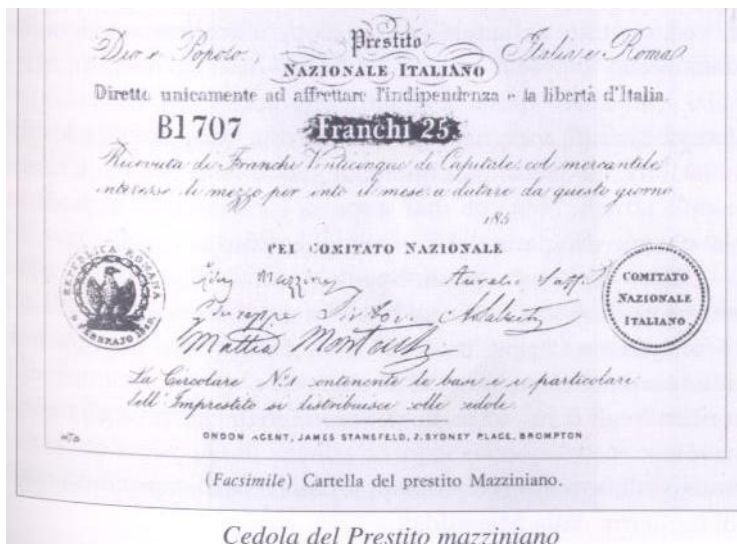 Dio e Popolo, Prestito Italia e Roma
NAZIONALE ITALIANO
Diretto unicamente ad affrettare l'indipendenza e la libertà d'Italia.
B1707 Franchi 25
Ricevuta di Franchi Venticinque di Capitale col mercantile
interesse di mezzo per cento il mese a datare da questo giorno
185
PEL COMITATO NAZIONALE
REPUBBLICA ROMANA
9 FEBBRAJO
Mazzini Aurelio Saffi
Giuseppe
Mattia Montecchi
COMITATO
NAZIONALE
ITALIANO
La Circolare N.1 contenente le basi e i particolari
dell'Imprestito si distribuisce colle cedole.
ONDON AGENT, JAMES STANSFELD, 2. SYDNEY PLACE, BROMPTON
(Facsimile) Cartella del prestito Mazziniano.
Cedola del Prestito mazziniano